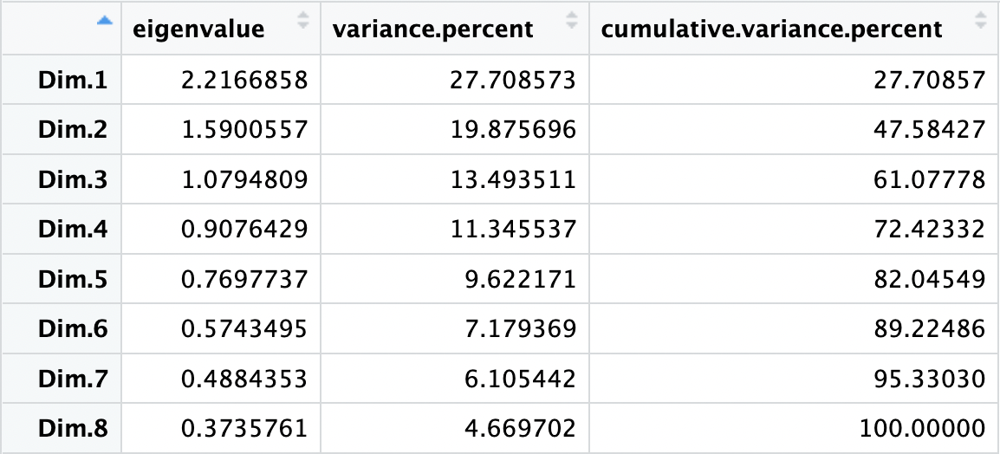 eigenvalue variance.percent cumulative.variance.percent
Dim.1 2.2166858 27.708573 27.70857
Dim.2 1.5900557 19.875696 47.58427
Dim.3 1.0794809 13.493511 61.07778
Dim.4 0.9076429 11.345537 72.42332
Dim.5 0.7697737 9.622171 82.04549
Dim.6 0.5743495 7.179369 89.22486
Dim.7 0.4884353 6.105442 95.33030
Dim.8 0.3735761 4.669702 100.00000